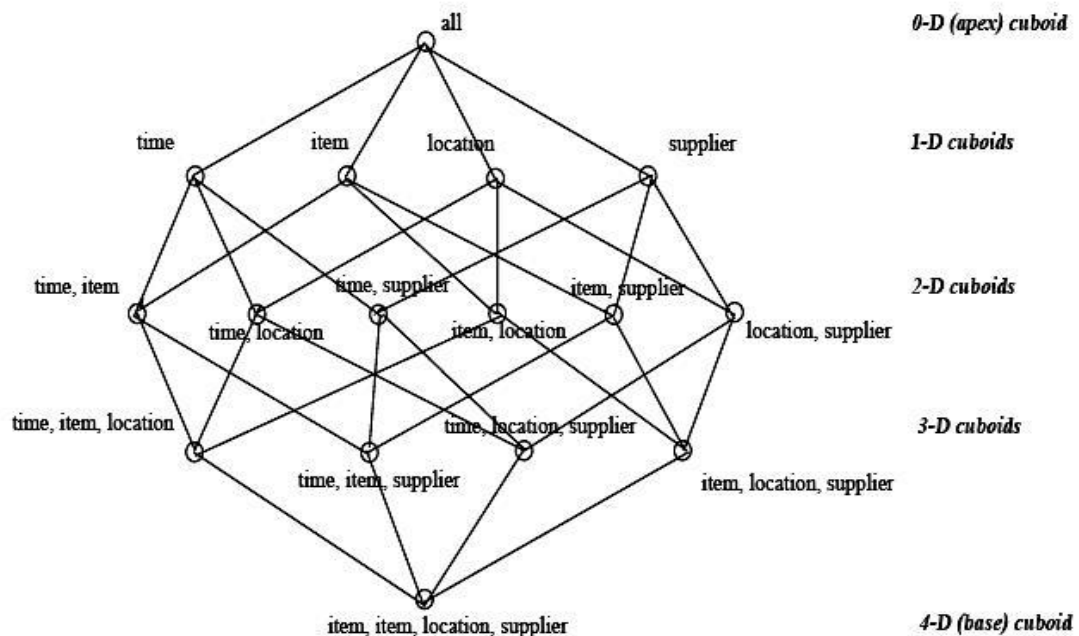 all
0-D (apex) cuboid
time
item
location
supplier
1-D cuboids
time, item
time, supplier
item, supplier
2-D cuboids
time, location
item, location
location, supplier
time, item, location
time, location, supplier
3-D cuboids
time, item, supplier
item, location, supplier
item, item, location, supplier
4-D (base) cuboid